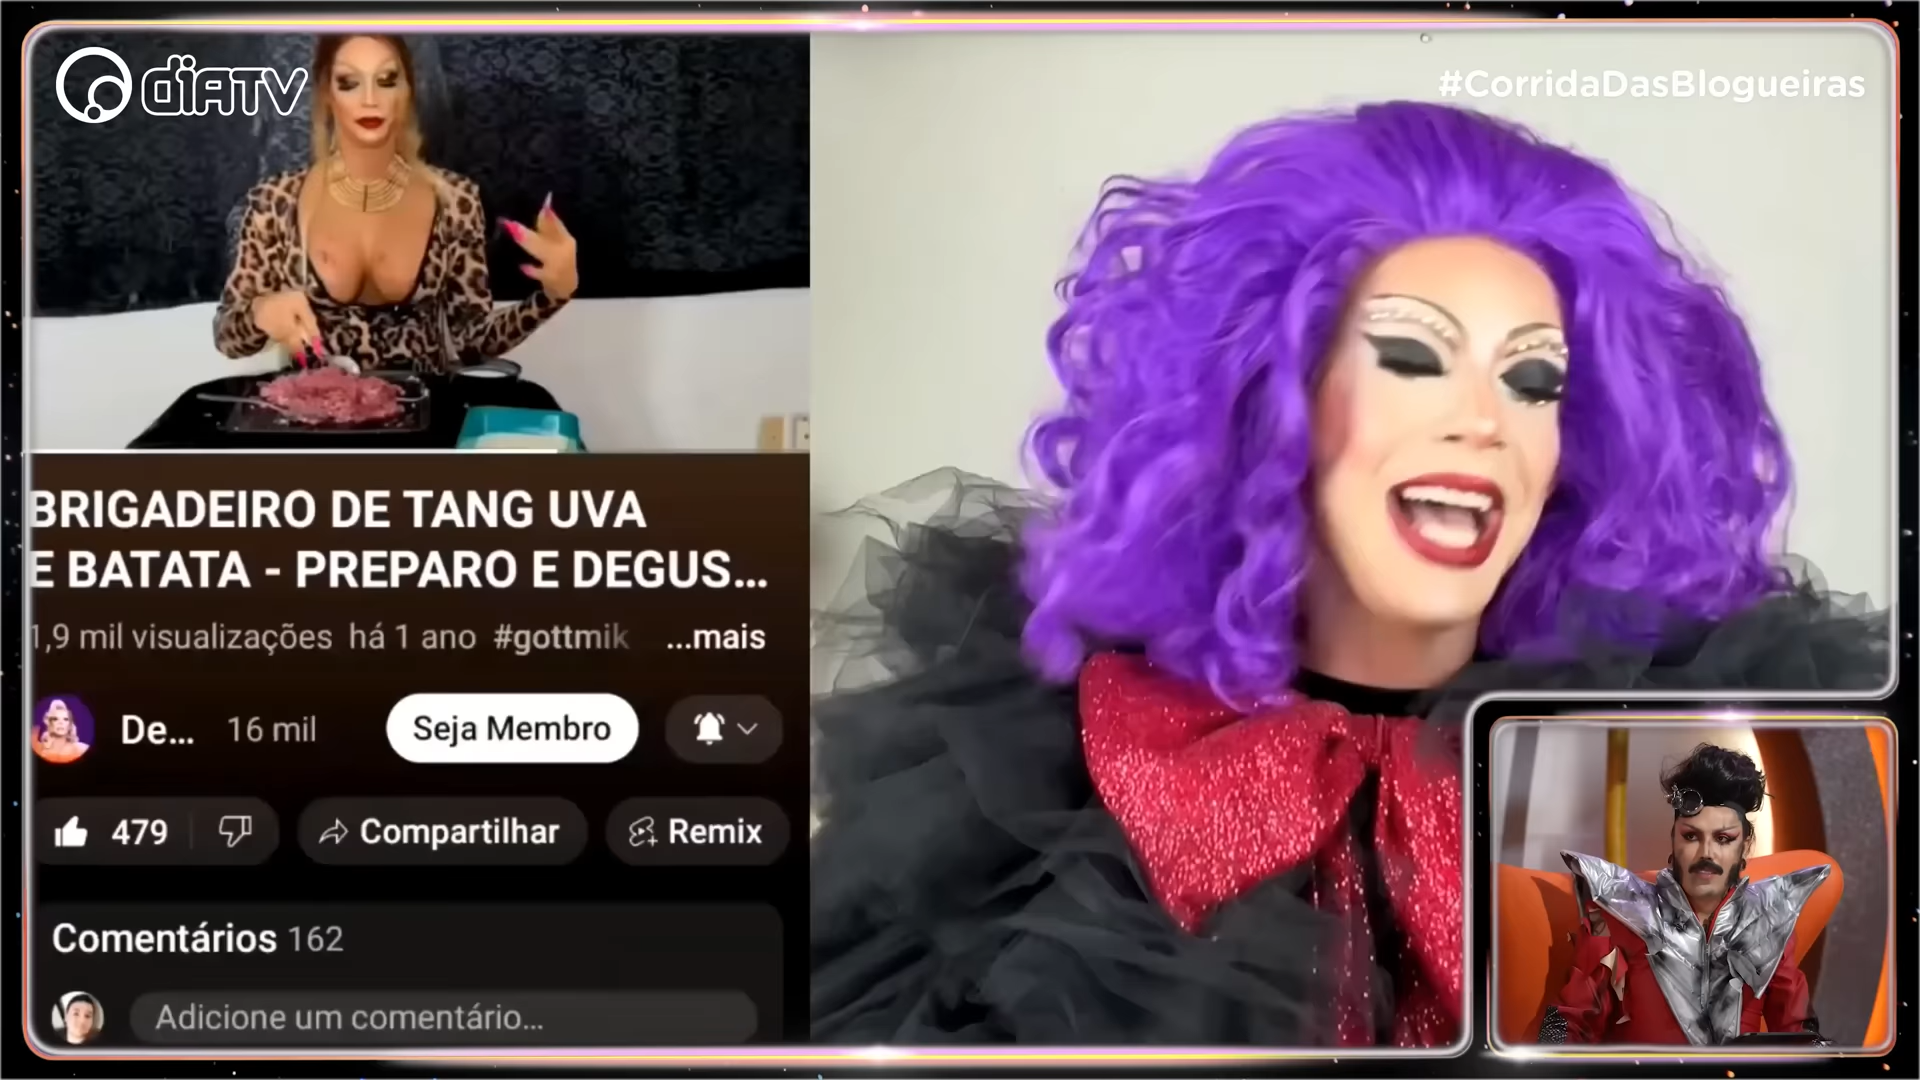 diATV
#CorridaDasBlogueiras
BRIGADEIRO DE TANG UVA
E BATATA - PREPARO E DEGUS...
1,9 mil visualizações há 1 ano #gottmik ...mais
De... 16 mil Seja Membro
479 Compartilhar Remix
Comentários 162
Adicione um comentário...